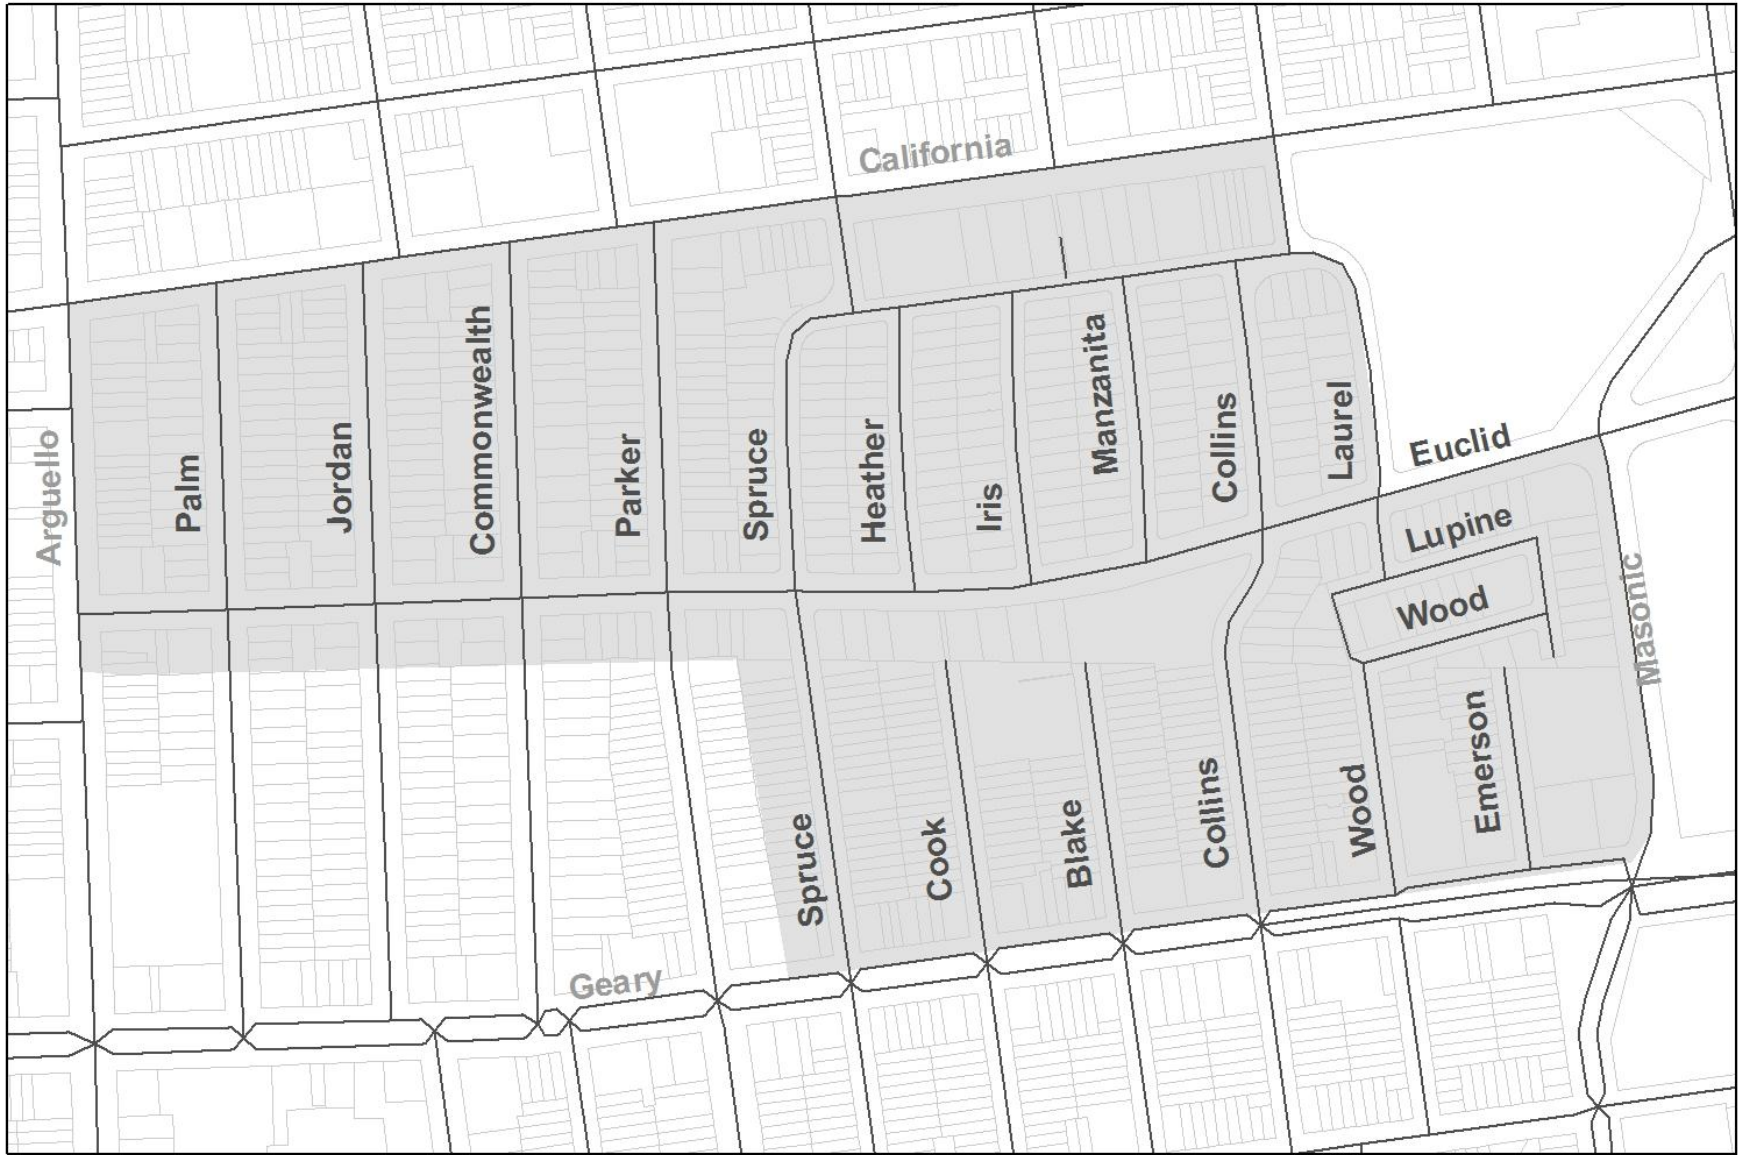 California
Arguello
Palm
Jordan
Commonwealth
Parker
Spruce
Heather
Iris
Manzanita
Collins
Laurel
Euclid
Lupine
Wood
Masonic
Spruce
Cook
Blake
Collins
Wood
Emerson
Geary